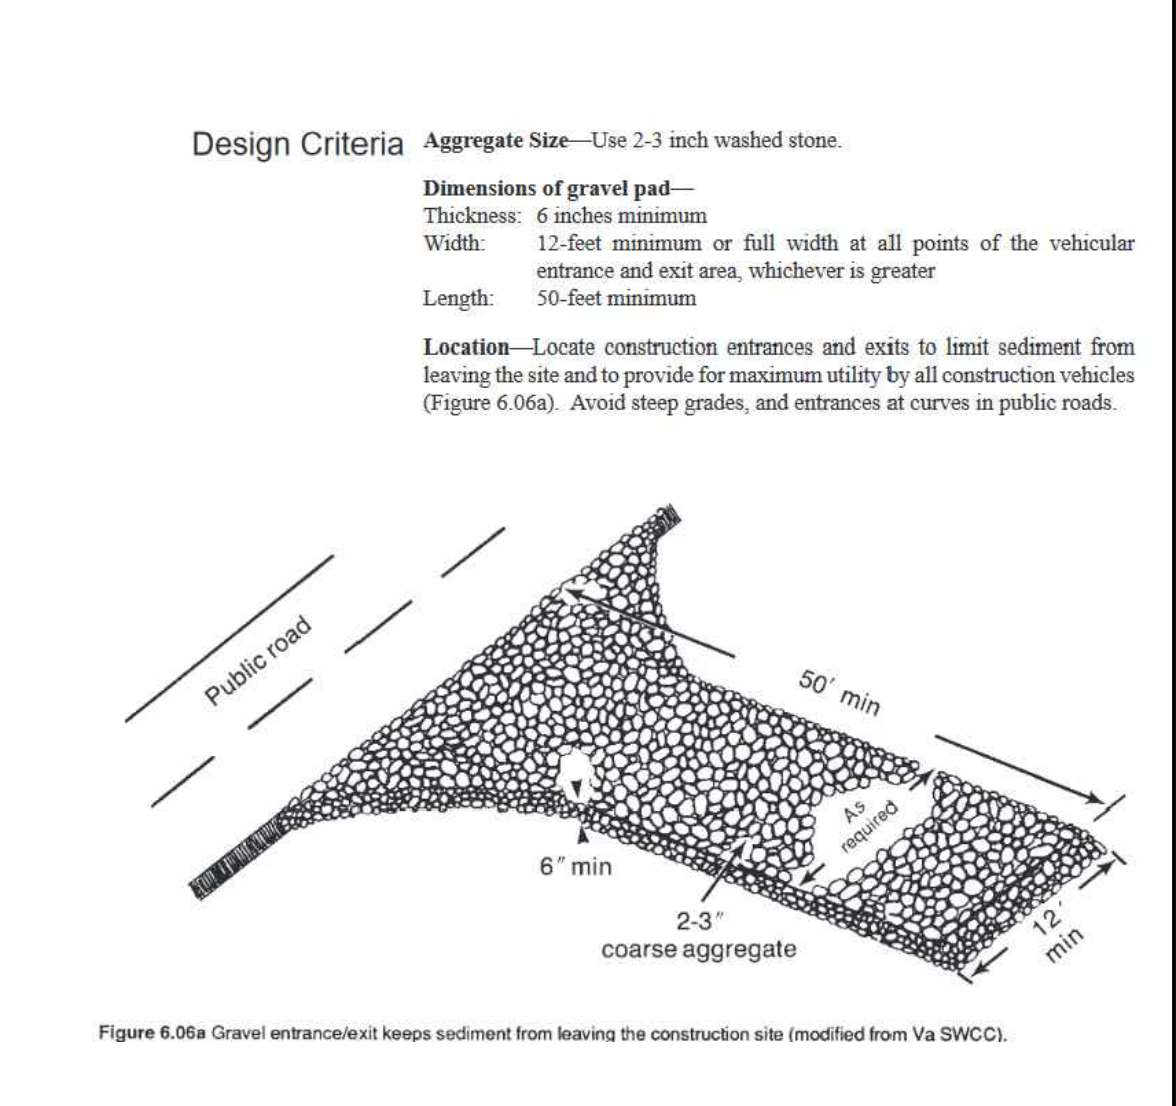 Design Criteria
Aggregate Size—Use 2-3 inch washed stone.
Dimensions of gravel pad—
Thickness: 6 inches minimum
Width: 12-feet minimum or full width at all points of the vehicular
entrance and exit area, whichever is greater
Length: 50-feet minimum
Location—Locate construction entrances and exits to limit sediment from
leaving the site and to provide for maximum utility by all construction vehicles
(Figure 6.06a). Avoid steep grades, and entrances at curves in public roads.
Public road
50' min
As
required
6" min
2-3"
coarse aggregate
12'
min
Figure 6.06a Gravel entrance/exit keeps sediment from leaving the construction site (modified from Va SWCC).